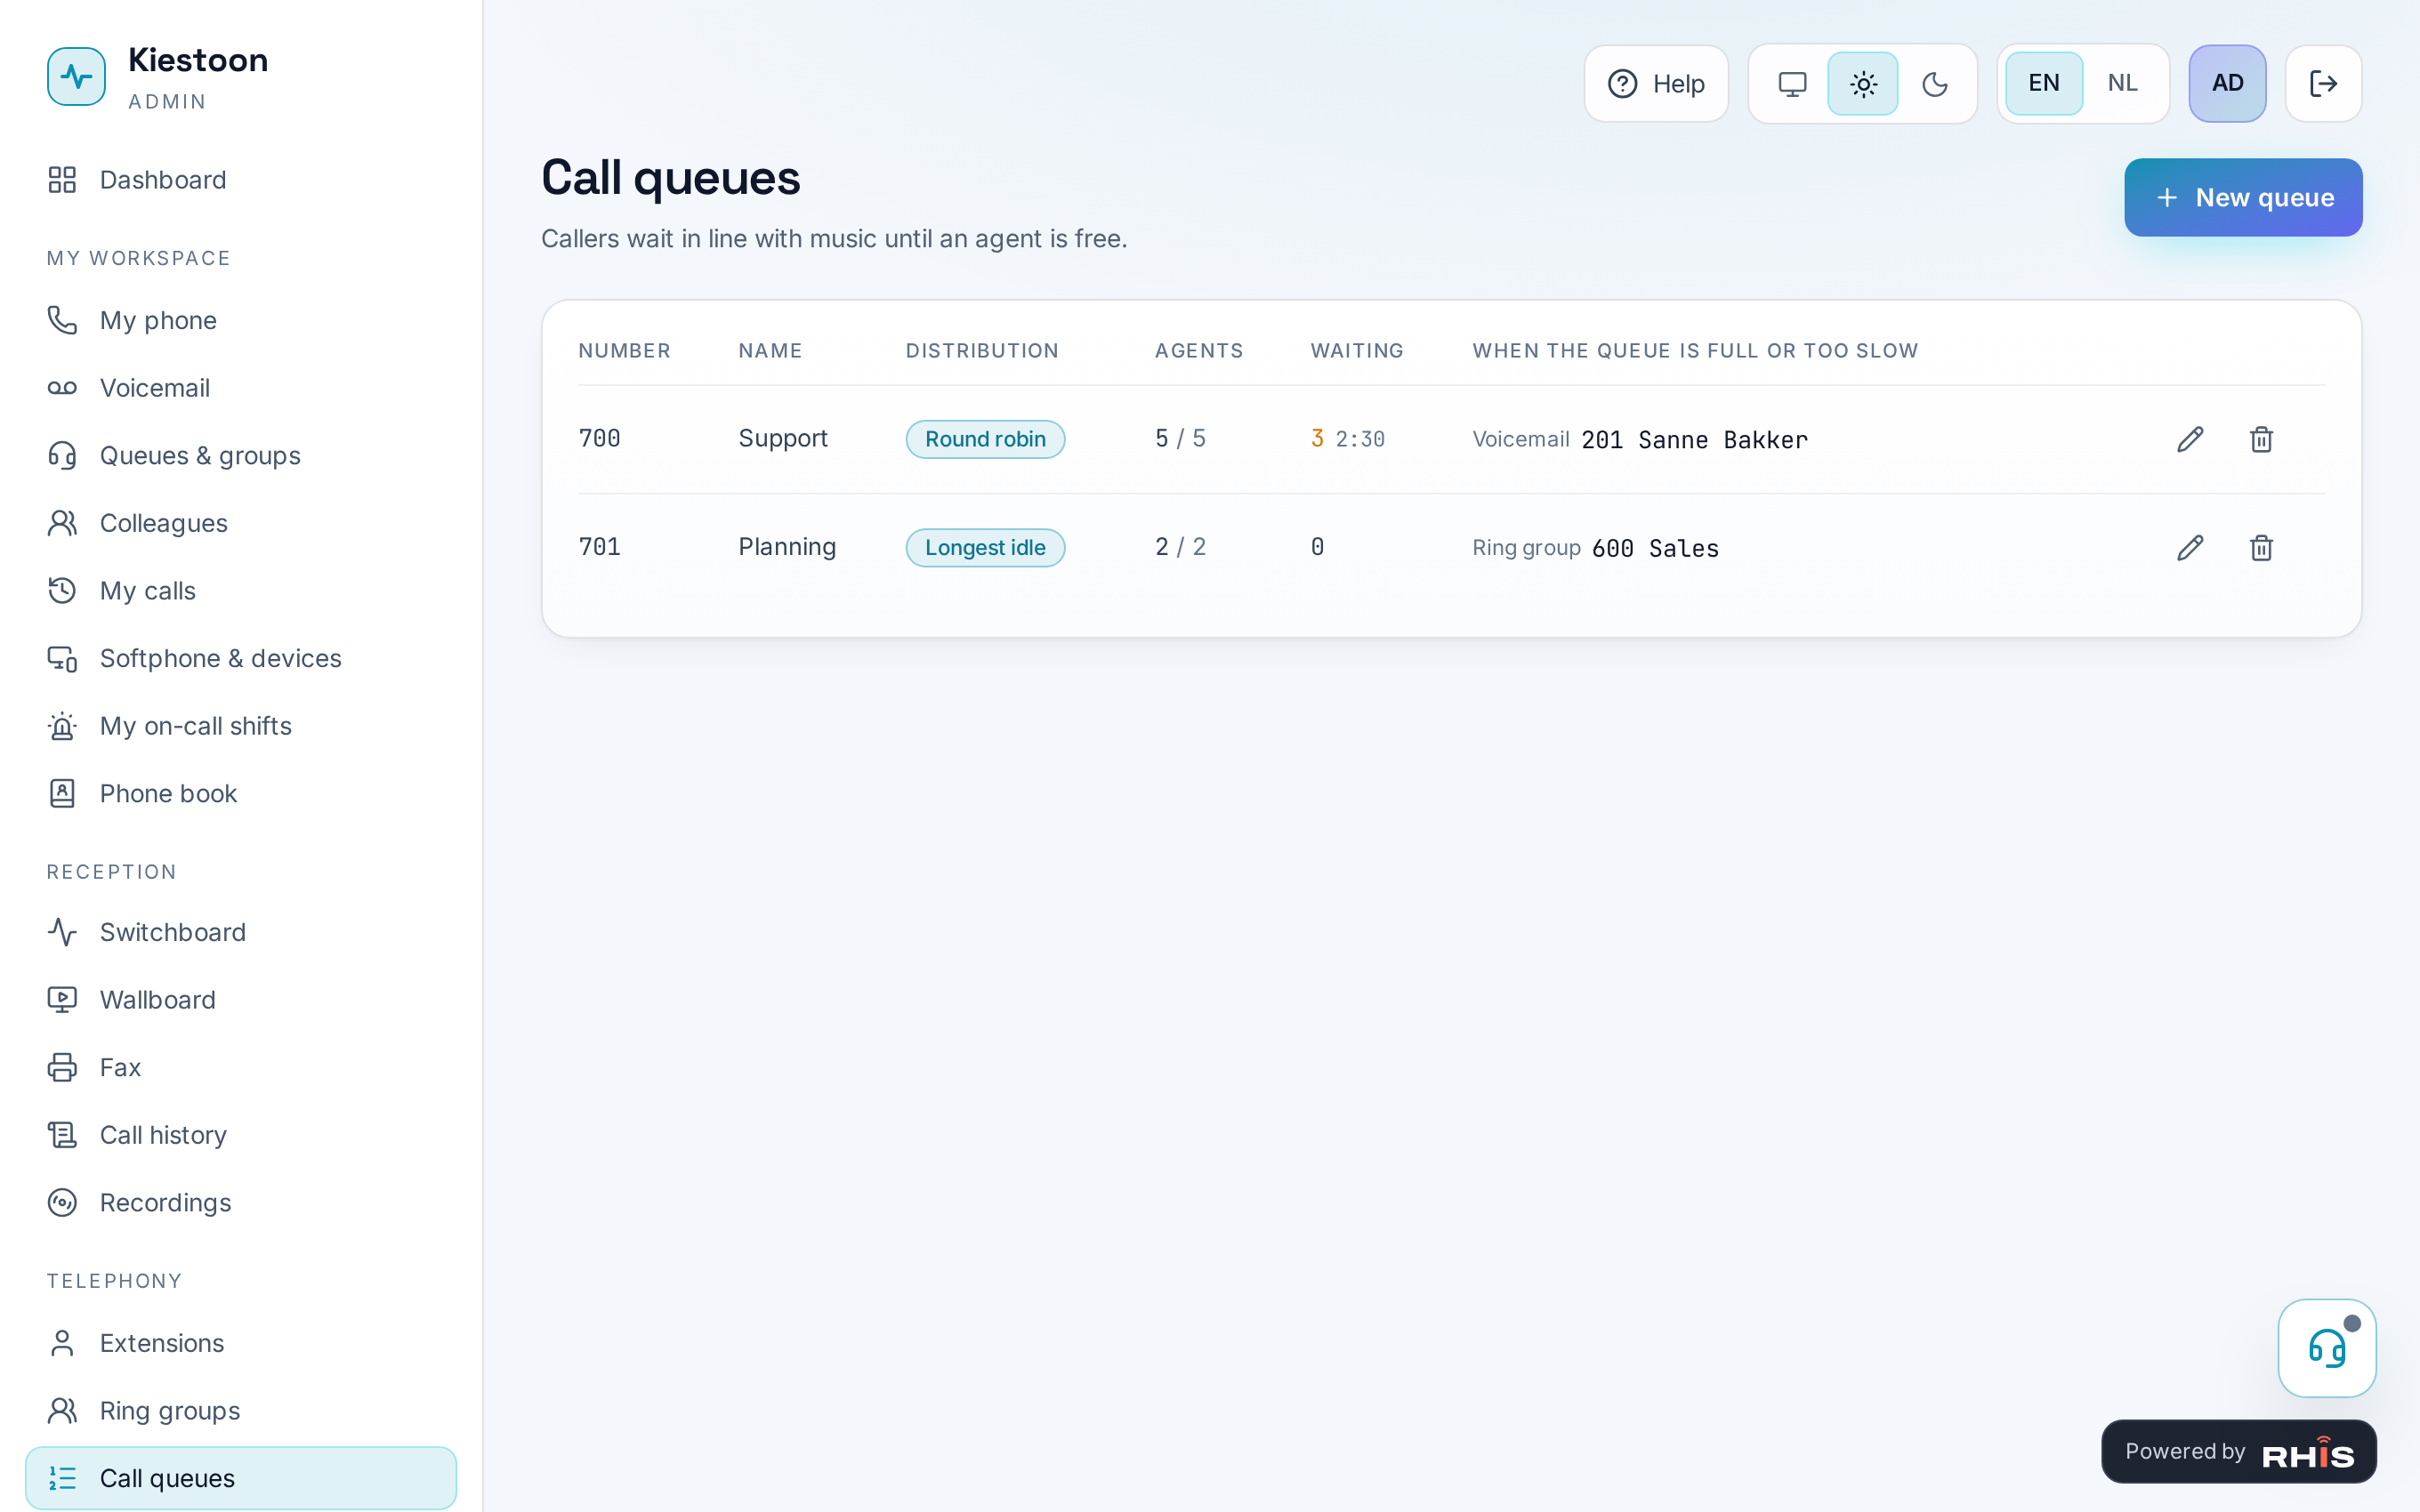 Kiestoon
ADMIN
Dashboard
MY WORKSPACE
My phone
Voicemail
Queues & groups
Colleagues
My calls
Softphone & devices
My on-call shifts
Phone book
RECEPTION
Switchboard
Wallboard
Fax
Call history
Recordings
TELEPHONY
Extensions
Ring groups
Call queues
Help EN NL AD
Call queues
Callers wait in line with music until an agent is free.
New queue
NUMBER NAME DISTRIBUTION AGENTS WAITING WHEN THE QUEUE IS FULL OR TOO SLOW
700 Support Round robin 5 / 5 3 2:30 Voicemail 201 Sanne Bakker
701 Planning Longest idle 2 / 2 0 Ring group 600 Sales
Powered by RHIS